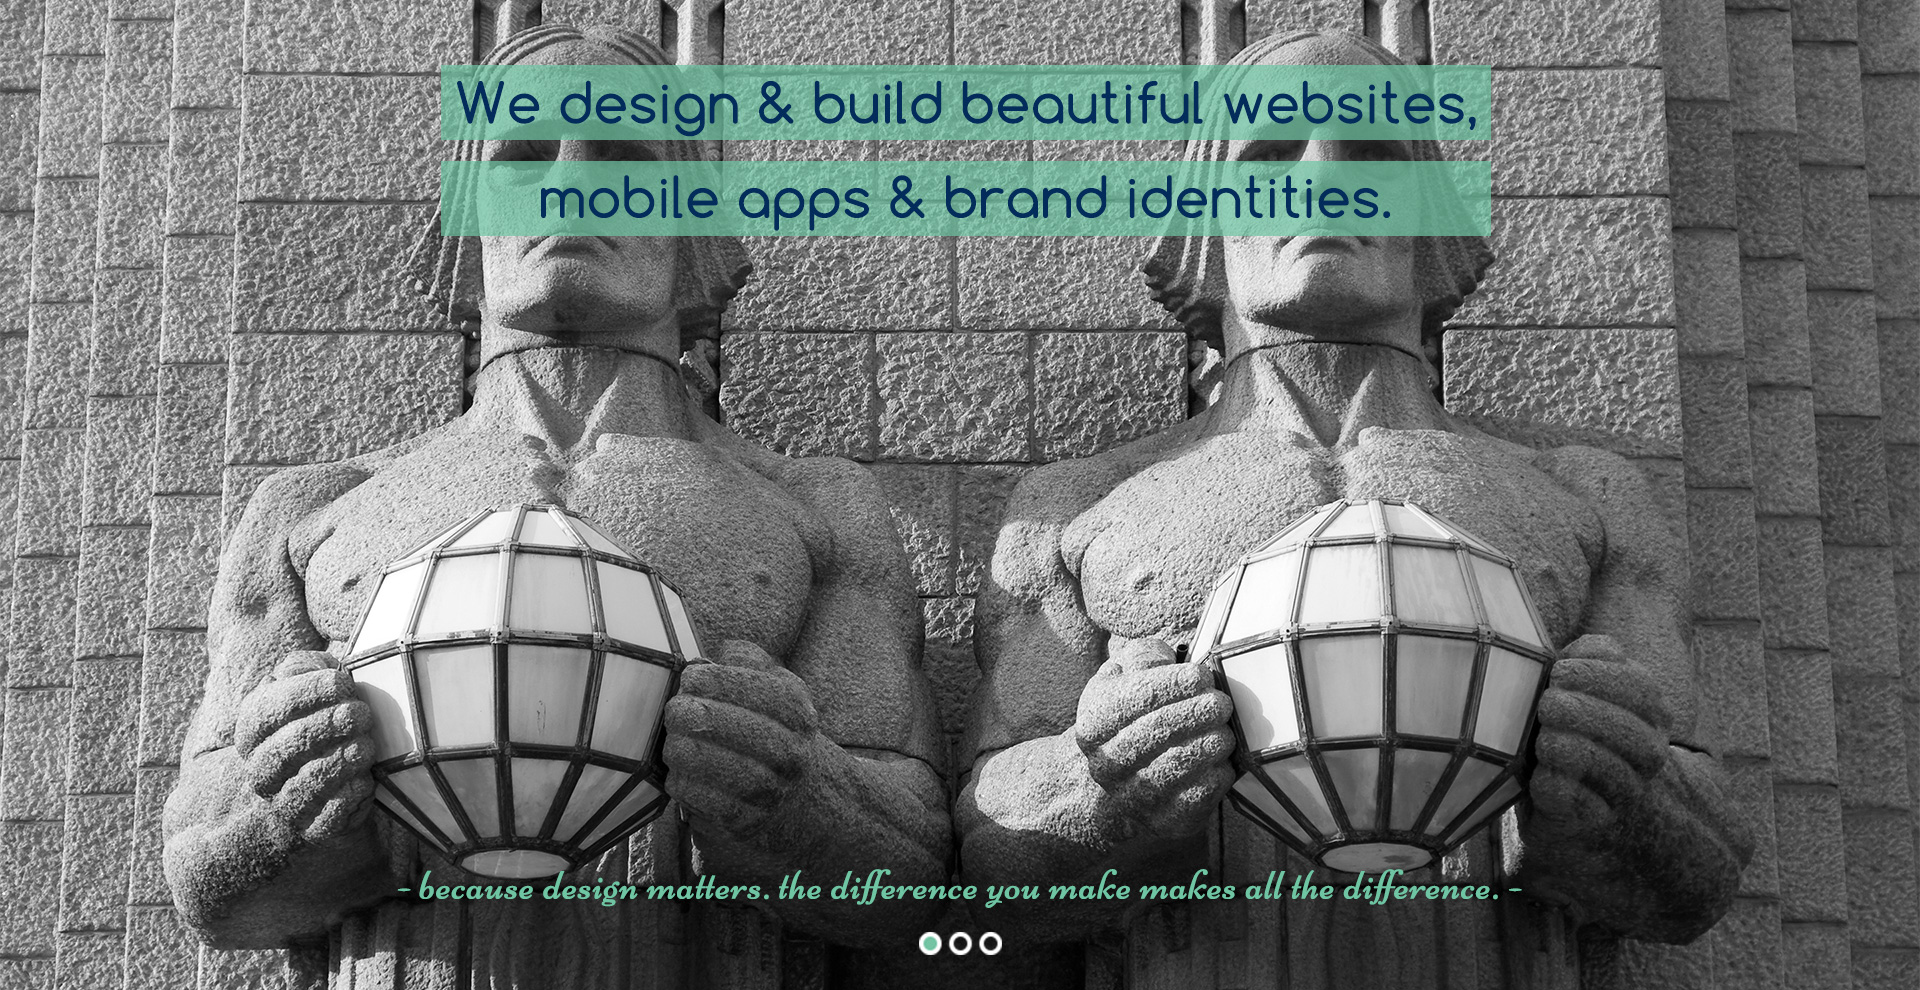 We design & build beautiful websites,
mobile apps & brand identities.
- because design matters. the difference you make makes all the difference. -